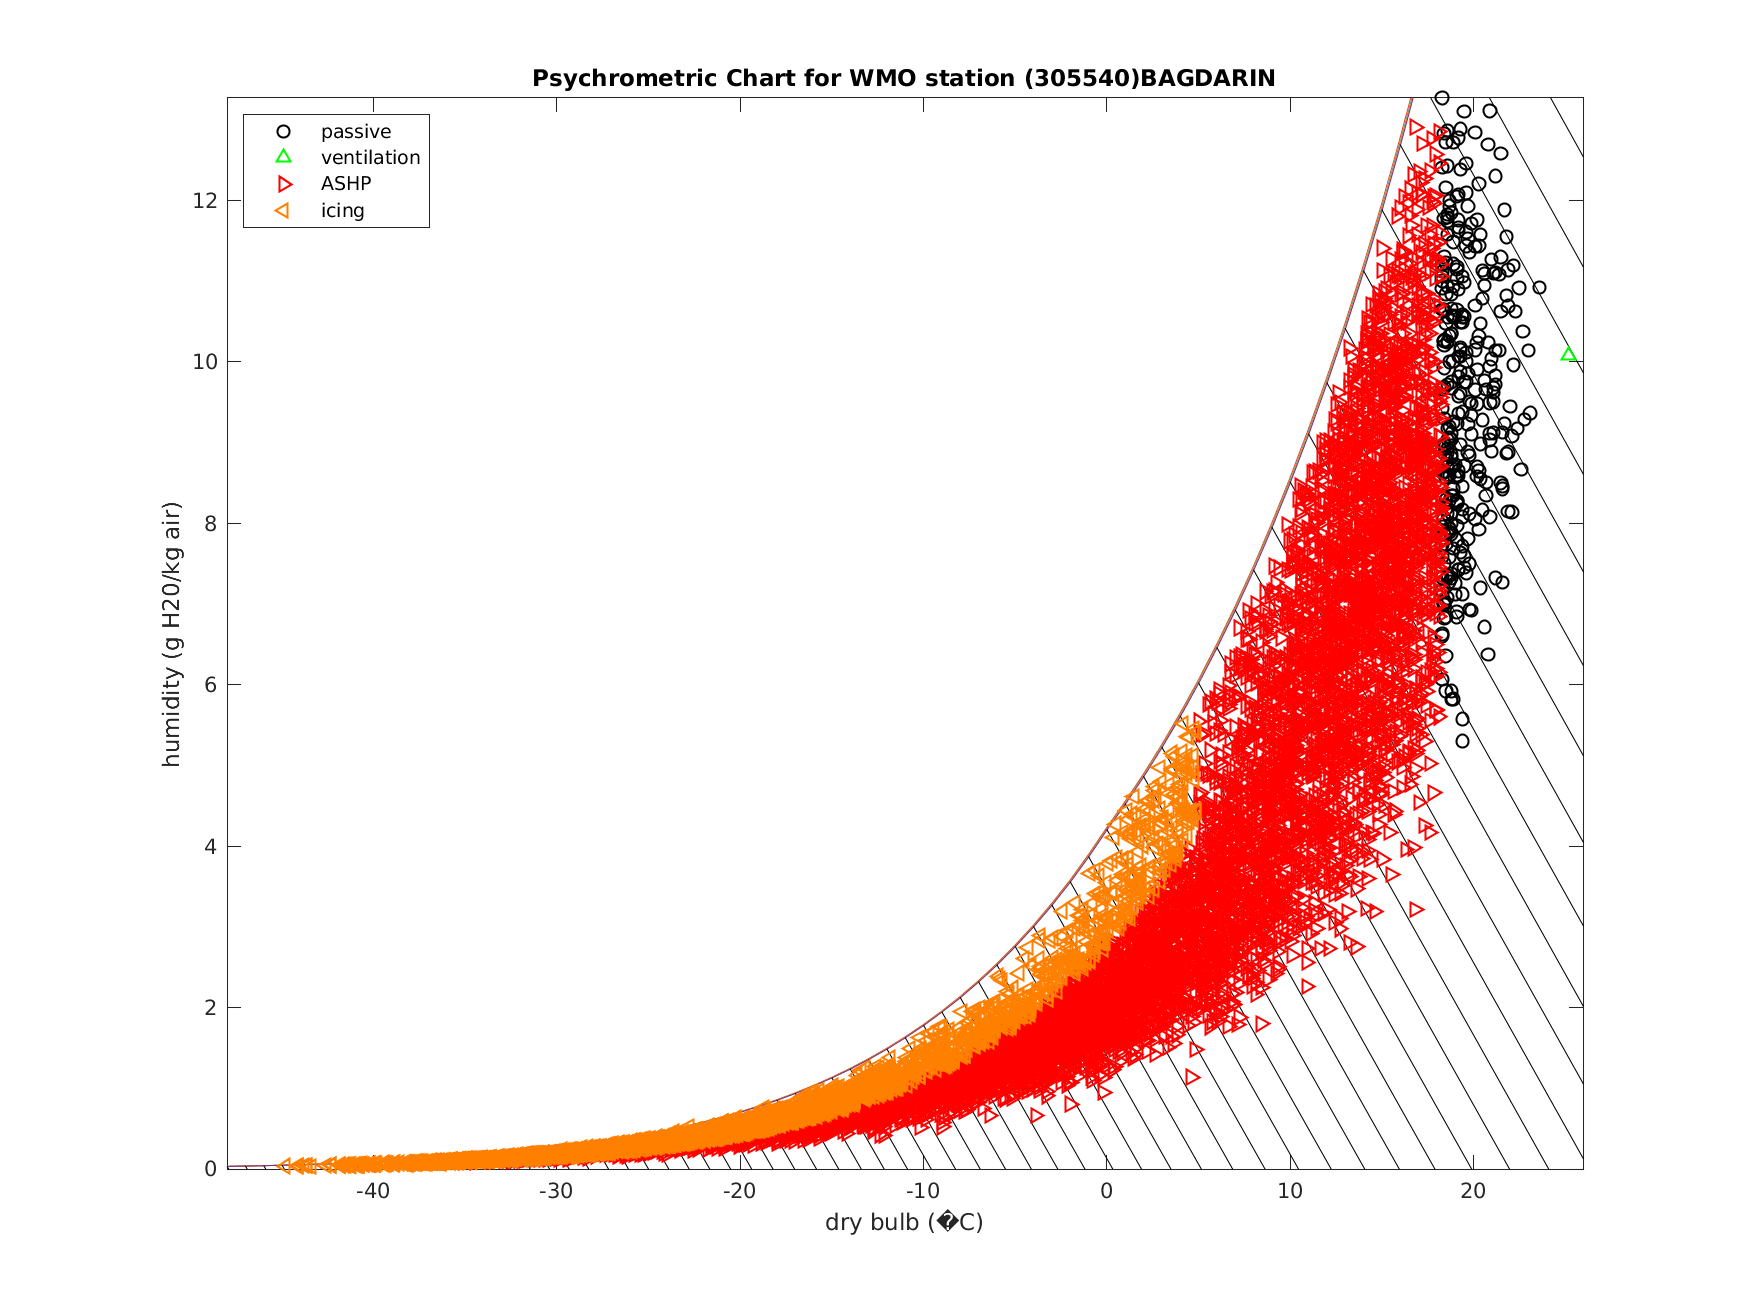 Psychrometric Chart for WMO station (305540)BAGDARIN
passive
ventilation
ASHP
icing
humidity (g H20/kg air)
12
10
8
6
4
2
0
-40 -30 -20 -10 0 10 20
dry bulb (�C)